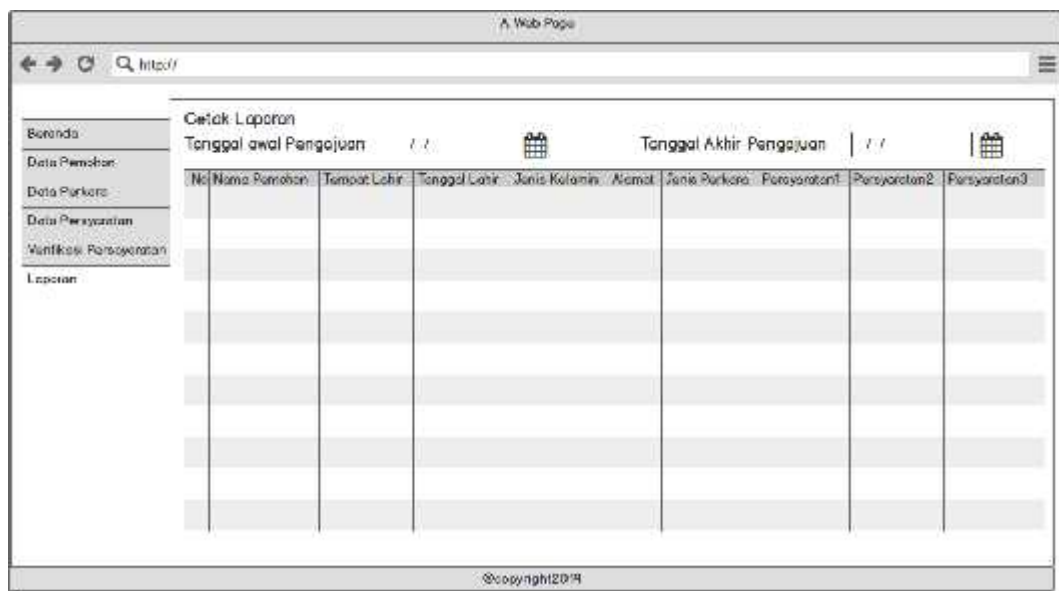 A Web Page
http://
Cetak Laporan
Tanggal awal Pengajuan / / Tanggal Akhir Pengajuan / /
Beranda
Data Pemohon
Data Perkara
Data Persyaratan
Verifikasi Persayaratan
Laporan
No Nama Pemohon Tempat Lahir Tanggal Lahir Jenis Kelamin Alamat Jenis Perkara Persyaratan1 Persyaratan2 Persyaratan3
©copyright2019